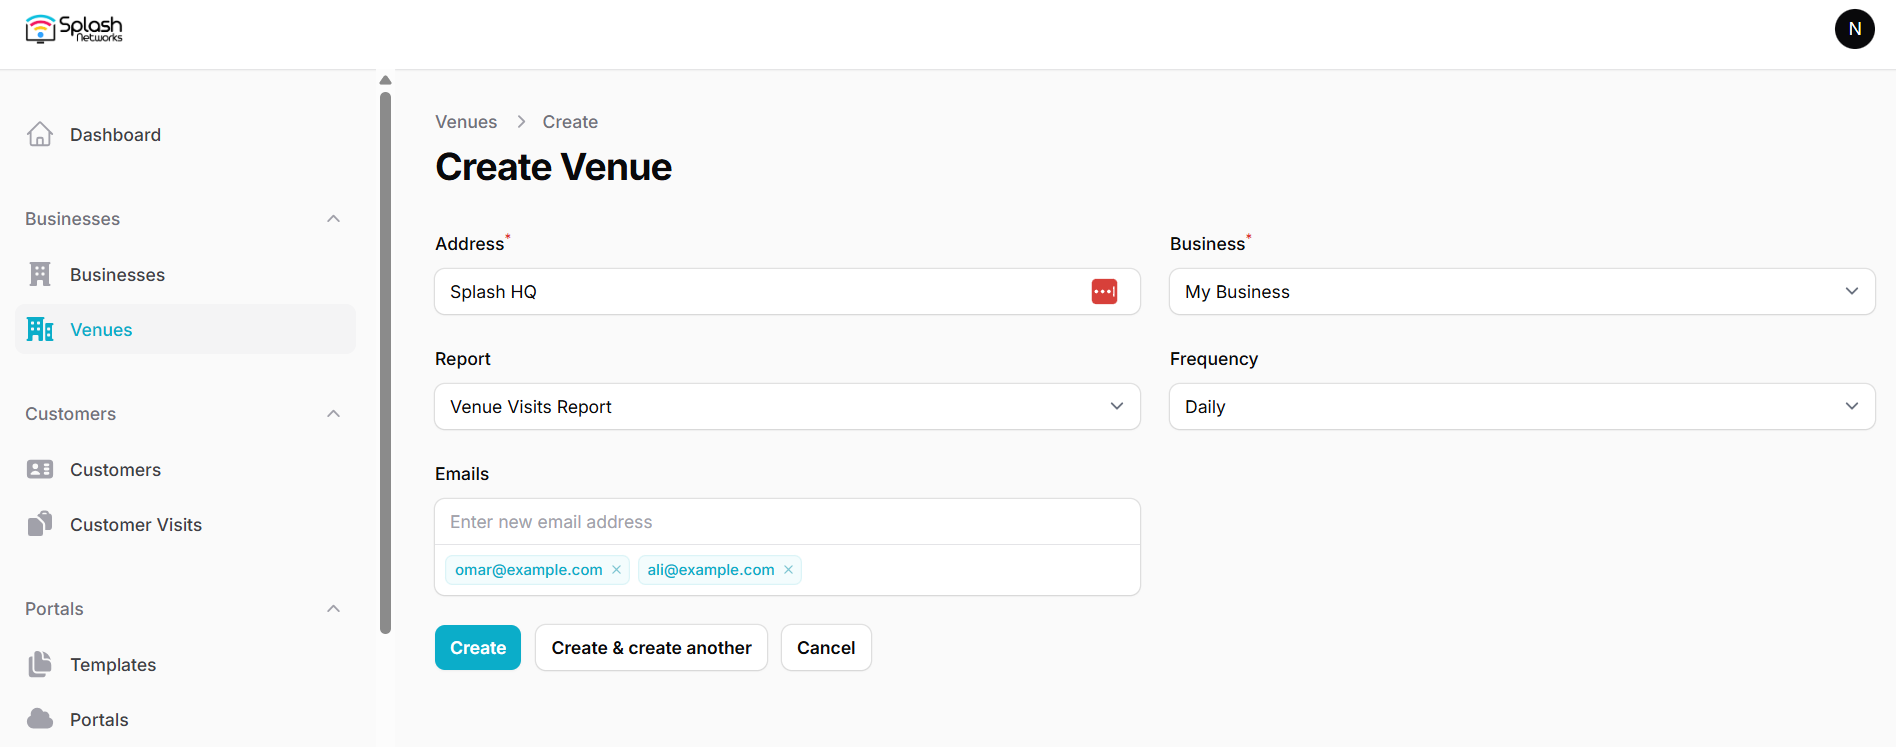 Splash
Networks
N
Dashboard
Businesses
Businesses
Venues
Customers
Customers
Customer Visits
Portals
Templates
Portals
Venues > Create
Create Venue
Address*
Business*
Splash HQ
My Business
Report
Frequency
Venue Visits Report
Daily
Emails
Enter new email address
omar@example.com × ali@example.com ×
Create
Create & create another
Cancel